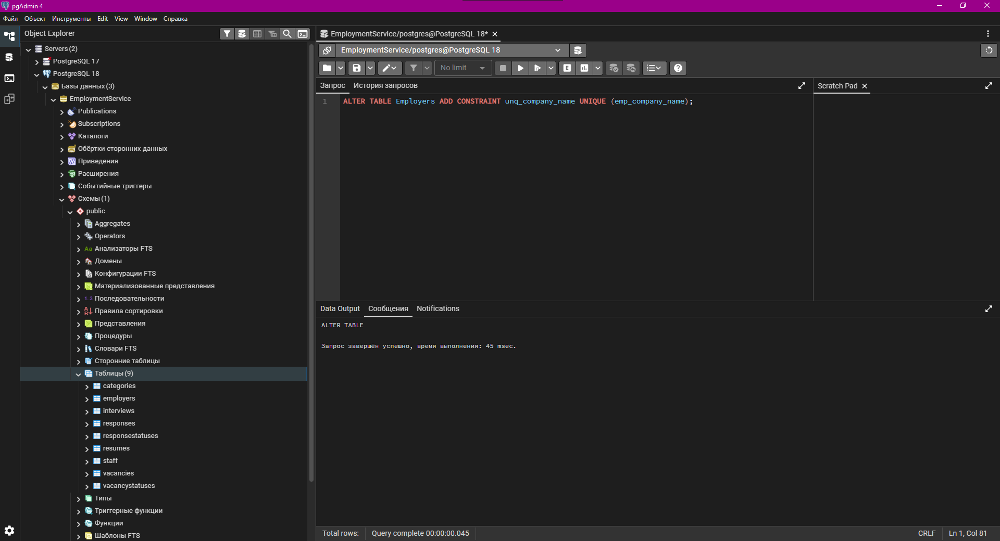 pgAdmin 4
Файл Объект Инструменты Edit View Window Справка
Object Explorer
Servers (2)
PostgreSQL 17
PostgreSQL 18
Базы данных (3)
EmploymentService
Publications
Subscriptions
Каталоги
Обёртки сторонних данных
Приведения
Расширения
Событийные триггеры
Схемы (1)
public
Aggregates
Operators
Aa Анализаторы FTS
Домены
Конфигурации FTS
Материализованные представления
1..3 Последовательности
Правила сортировки
Представления
Процедуры
Словари FTS
Сторонние таблицы
Таблицы (9)
categories
employers
interviews
responses
responsestatuses
resumes
staff
vacancies
vacancystatuses
Типы
Триггерные функции
Функции
Шаблоны FTS
EmploymentService/postgres@PostgreSQL 18*
EmploymentService/postgres@PostgreSQL 18
No limit
E
Запрос История запросов
Scratch Pad
1 ALTER TABLE Employers ADD CONSTRAINT unq_company_name UNIQUE (emp_company_name);
Data Output Сообщения Notifications
ALTER TABLE
Запрос завершён успешно, время выполнения: 45 msec.
Total rows: Query complete 00:00:00.045 CRLF Ln 1, Col 81